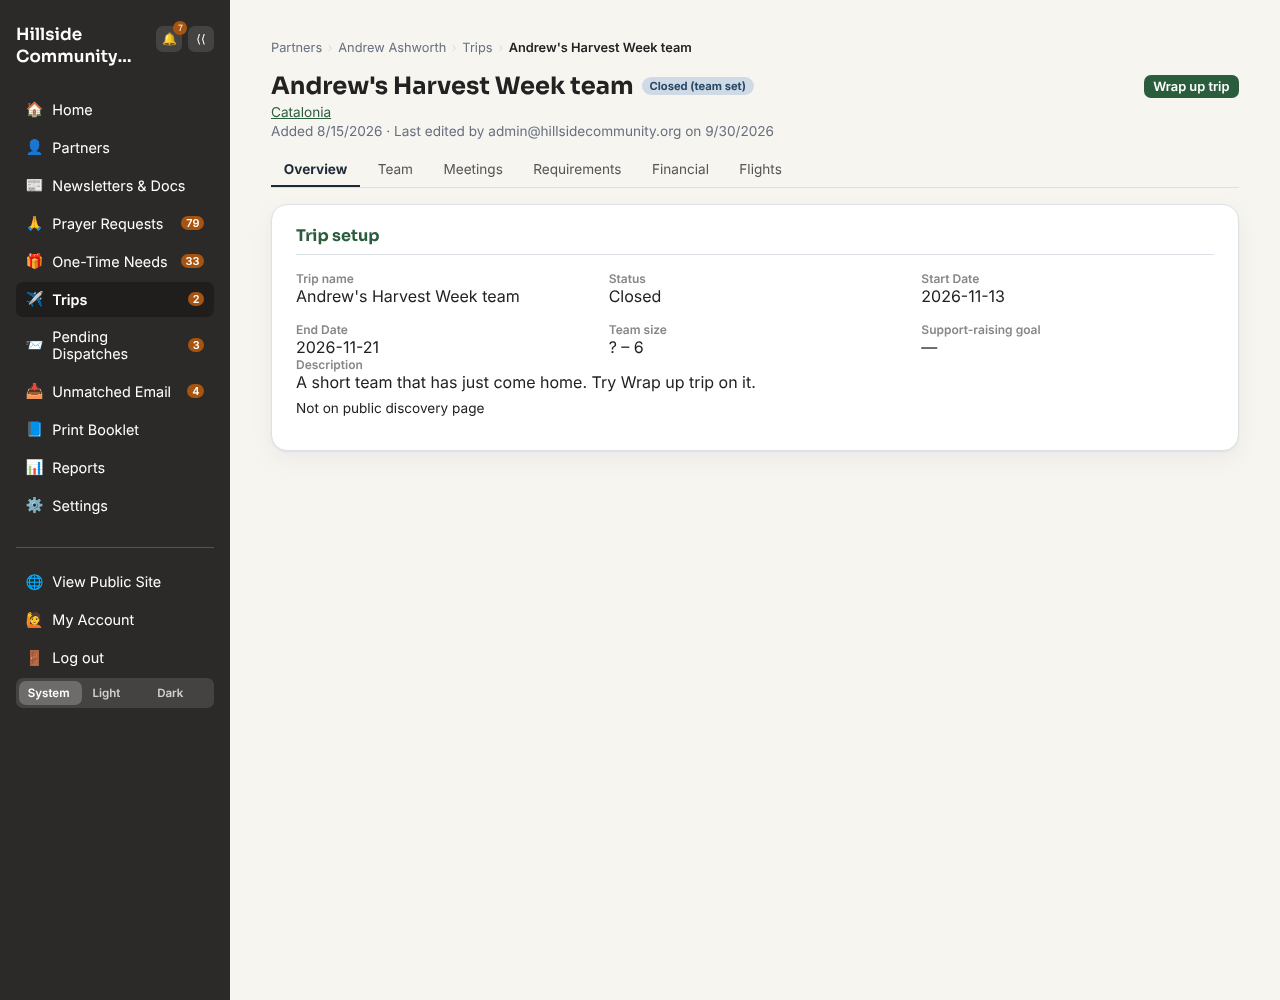 Hillside
Community...
7
⟨⟨
Home
Partners
Newsletters & Docs
Prayer Requests 79
One-Time Needs 33
Trips 2
Pending
Dispatches 3
Unmatched Email 4
Print Booklet
Reports
Settings
View Public Site
My Account
Log out
System Light Dark
Partners › Andrew Ashworth › Trips › Andrew's Harvest Week team
Andrew's Harvest Week team Closed (team set)
Wrap up trip
Catalonia
Added 8/15/2026 · Last edited by admin@hillsidecommunity.org on 9/30/2026
Overview Team Meetings Requirements Financial Flights
Trip setup
Trip name Status Start Date
Andrew's Harvest Week team Closed 2026-11-13
End Date Team size Support-raising goal
2026-11-21 ? – 6 —
Description
A short team that has just come home. Try Wrap up trip on it.
Not on public discovery page